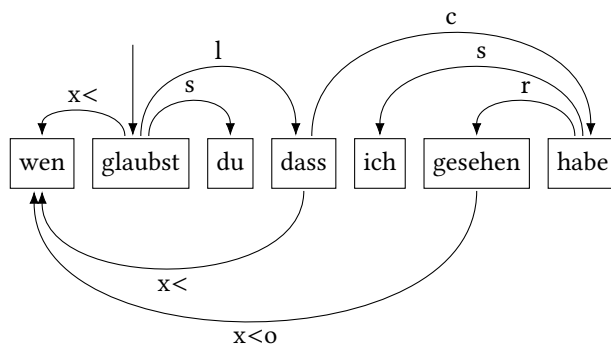 c
l
s
s
x<
r
wen glaubst du dass ich gesehen habe
x<
x<o